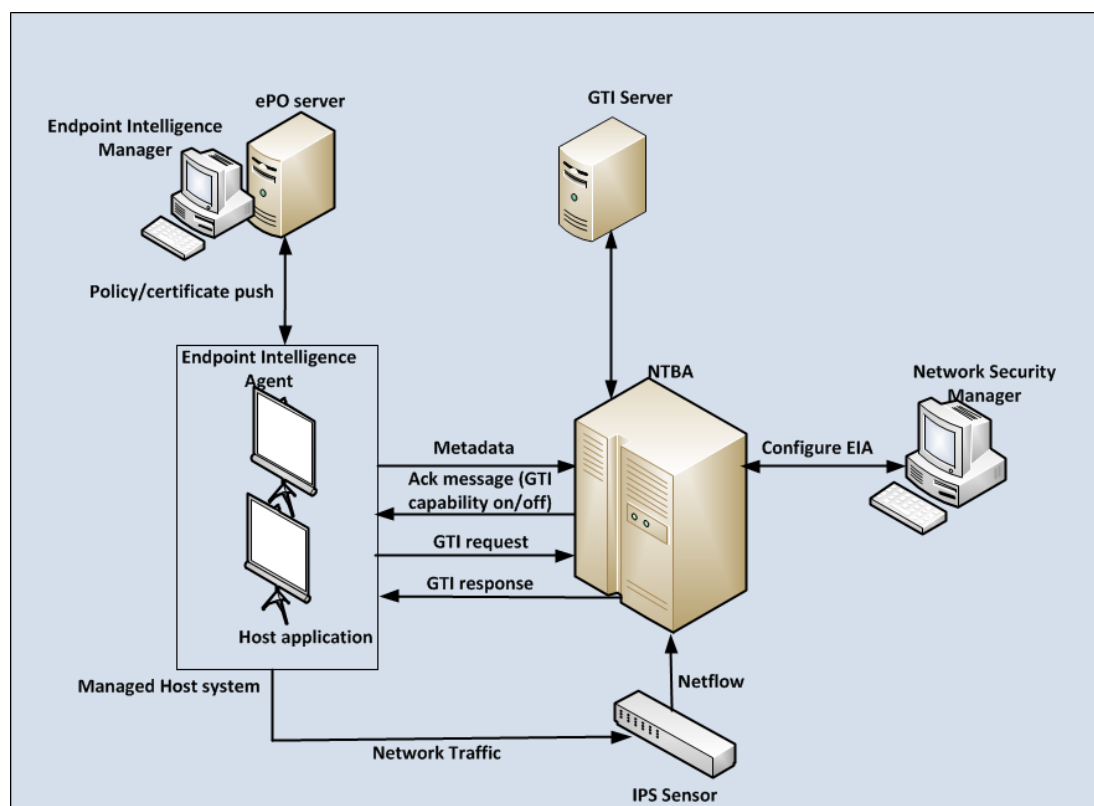 ePO server
GTI Server
Endpoint Intelligence
Manager
Policy/certificate push
Endpoint Intelligence
Agent
NTBA
Network Security
Manager
Metadata
Configure EIA
Ack message (GTI
capability on/off)
GTI request
GTI response
Host application
Managed Host system
Netflow
Network Traffic
IPS Sensor